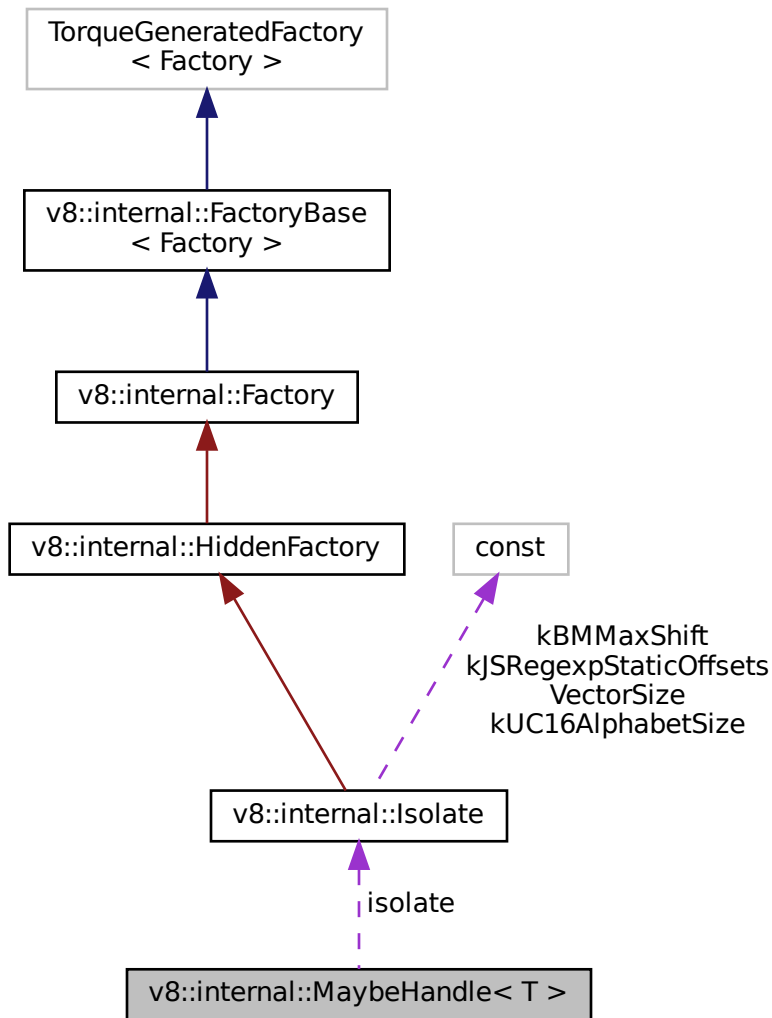 TorqueGeneratedFactory
< Factory >
v8::internal::FactoryBase
< Factory >
v8::internal::Factory
v8::internal::HiddenFactory
const
kBMMaxShift
kJSRegexpStaticOffsets
VectorSize
kUC16AlphabetSize
v8::internal::Isolate
isolate
v8::internal::MaybeHandle< T >